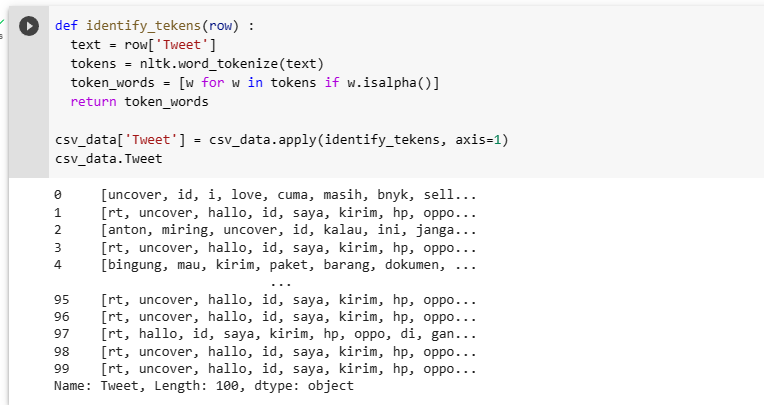 def identify_tekens(row) :
  text = row['Tweet']
  tokens = nltk.word_tokenize(text)
  token_words = [w for w in tokens if w.isalpha()]
  return token_words

csv_data['Tweet'] = csv_data.apply(identify_tekens, axis=1)
csv_data.Tweet
0     [uncover, id, i, love, cuma, masih, bnyk, sell...
1     [rt, uncover, hallo, id, saya, kirim, hp, oppo...
2     [anton, miring, uncover, id, kalau, ini, janga...
3     [rt, uncover, hallo, id, saya, kirim, hp, oppo...
4     [bingung, mau, kirim, paket, barang, dokumen, ...
                            ...
95    [rt, uncover, hallo, id, saya, kirim, hp, oppo...
96    [rt, uncover, hallo, id, saya, kirim, hp, oppo...
97    [rt, hallo, id, saya, kirim, hp, oppo, di, gan...
98    [rt, uncover, hallo, id, saya, kirim, hp, oppo...
99    [rt, uncover, hallo, id, saya, kirim, hp, oppo...
Name: Tweet, Length: 100, dtype: object